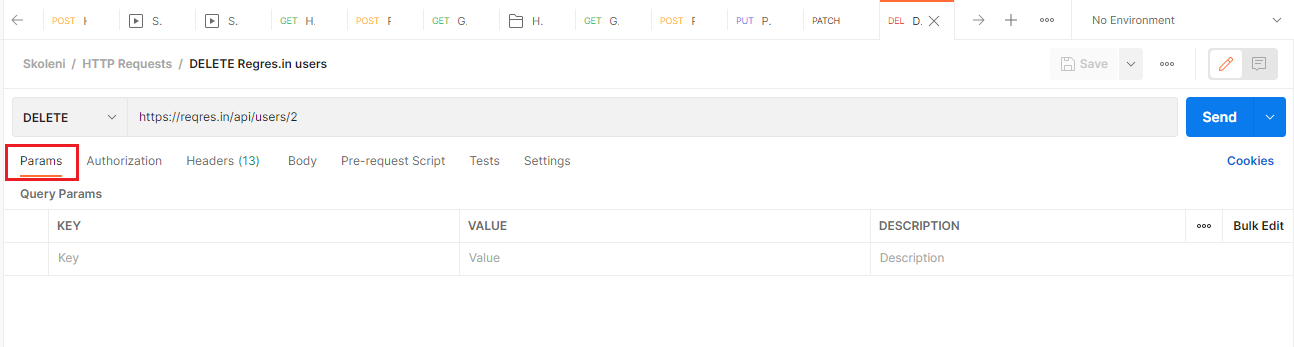 POST S. S. GET H. POST GET G. H. GET G. POST PUT P. PATCH DEL D. No Environment
Skoleni / HTTP Requests / DELETE Regres.in users Save
DELETE https://reqres.in/api/users/2 Send
Params Authorization Headers (13) Body Pre-request Script Tests Settings Cookies
Query Params
KEY VALUE DESCRIPTION Bulk Edit
Key Value Description